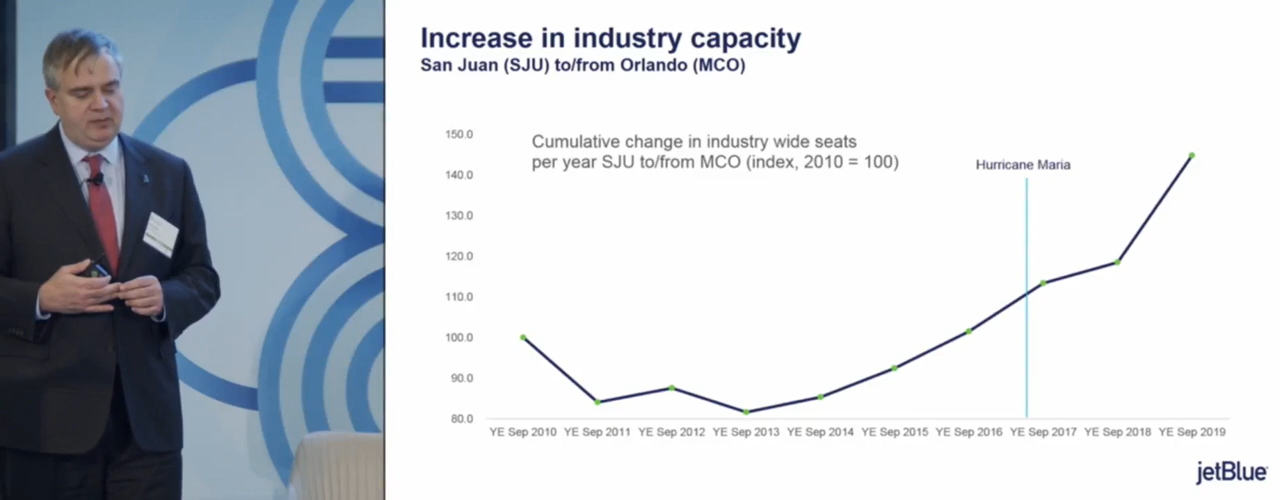 Increase in industry capacity
San Juan (SJU) to/from Orlando (MCO)
Cumulative change in industry wide seats
per year SJU to/from MCO (index, 2010 = 100)
Hurricane Maria
150.0
140.0
130.0
120.0
110.0
100.0
90.0
80.0
YE Sep 2010 YE Sep 2011 YE Sep 2012 YE Sep 2013 YE Sep 2014 YE Sep 2015 YE Sep 2016 YE Sep 2017 YE Sep 2018 YE Sep 2019
jetBlue